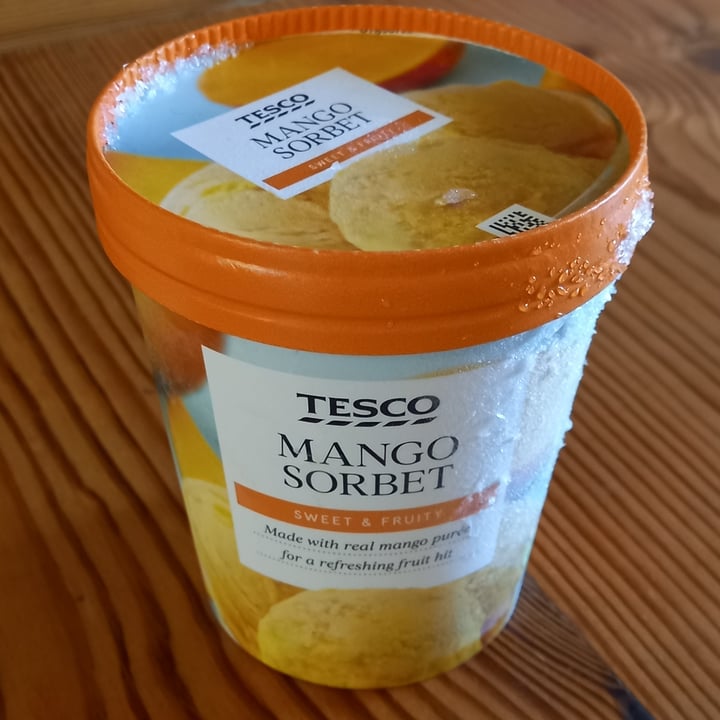 TESCO
MANGO
SORBET
SWEET & FRUITY
TESCO
MANGO
SORBET
SWEET & FRUITY
Made with real mango purée
for a refreshing fruit hit